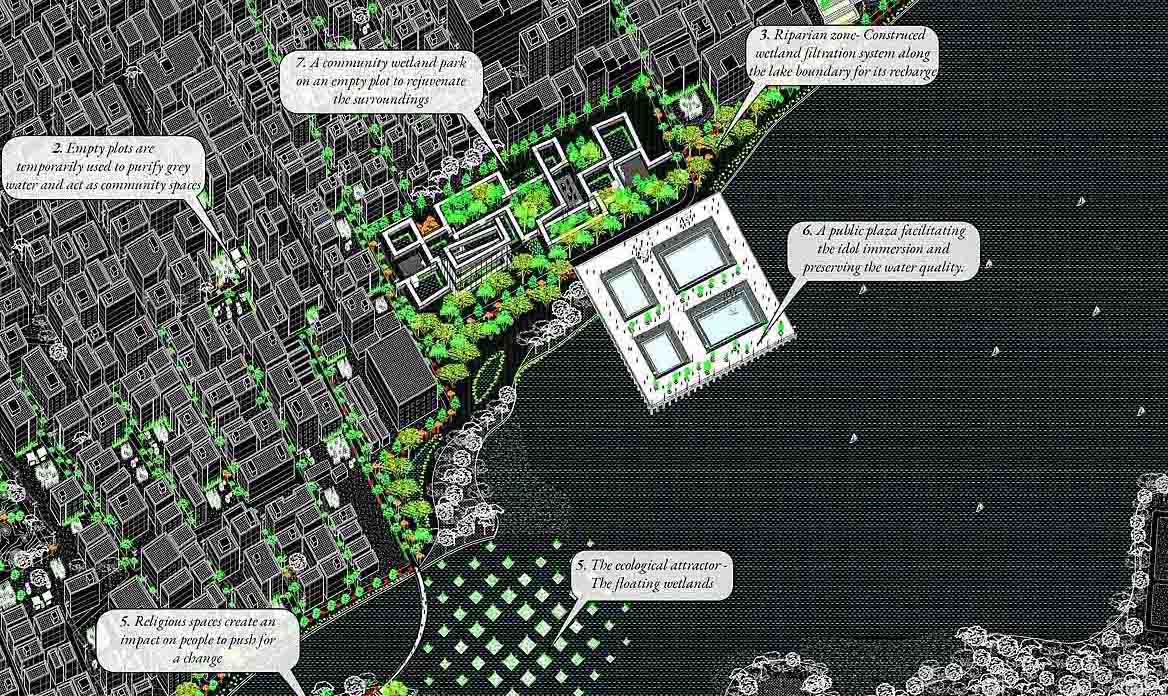 3. Riparian zone- Construced
wetland filtration system along
the lake boundary for its recharge
7. A community wetland park
on an empty plot to rejuvenate
the surroundings
2. Empty plots are
temporarily used to purify grey
water and act as community spaces
6. A public plaza facilitating
the idol immersion and
preserving the water quality.
5. The ecological attractor -
The floating wetlands
5. Religious spaces create an
impact on people to push for
a change